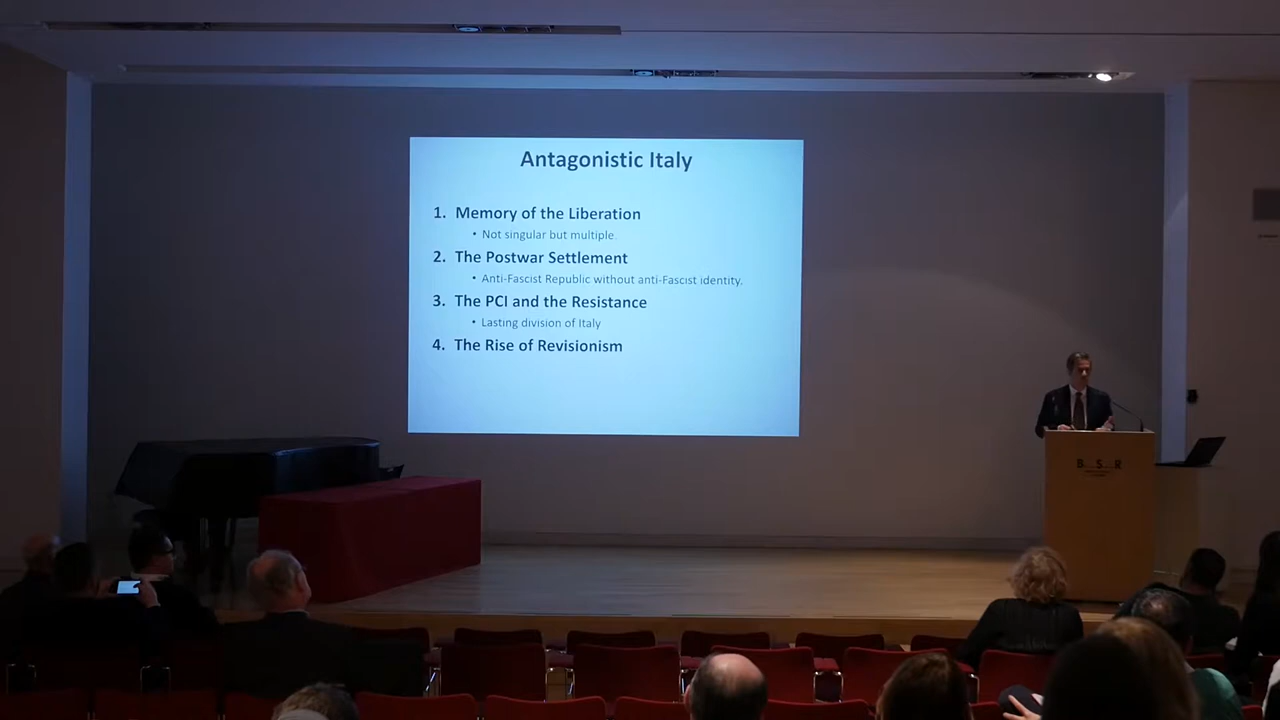 Antagonistic Italy
1. Memory of the Liberation
• Not singular but multiple.
2. The Postwar Settlement
• Anti-Fascist Republic without anti-Fascist identity.
3. The PCI and the Resistance
• Lasting division of Italy
4. The Rise of Revisionism
B S R